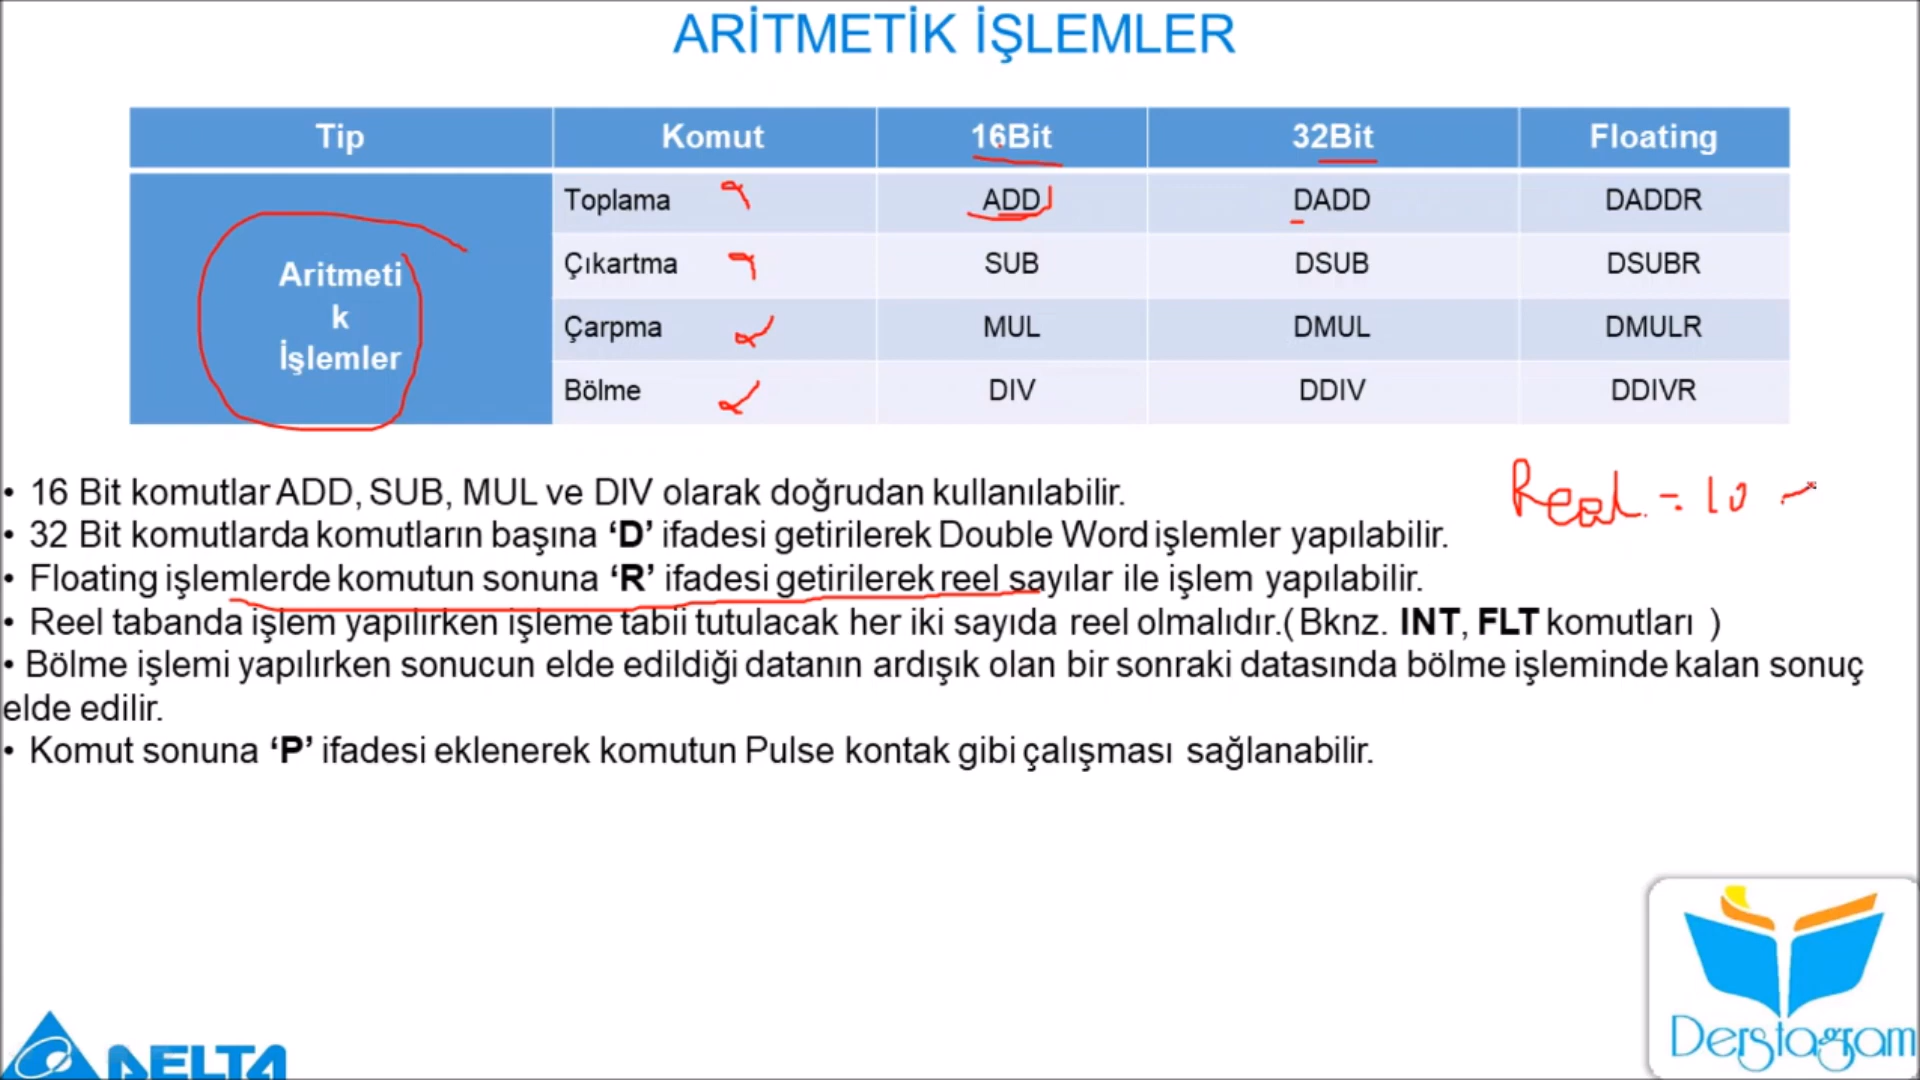 ARİTMETİK İŞLEMLER
Tip Komut 16Bit 32Bit Floating
Aritmeti
k
İşlemler
Toplama ADD DADD DADDR
Çıkartma SUB DSUB DSUBR
Çarpma MUL DMUL DMULR
Bölme DIV DDIV DDIVR
Real = 10
• 16 Bit komutlar ADD, SUB, MUL ve DIV olarak doğrudan kullanılabilir.
• 32 Bit komutlarda komutların başına ‘D’ ifadesi getirilerek Double Word işlemler yapılabilir.
• Floating işlemlerde komutun sonuna ‘R’ ifadesi getirilerek reel sayılar ile işlem yapılabilir.
• Reel tabanda işlem yapılırken işleme tabii tutulacak her iki sayıda reel olmalıdır.( Bknz. INT, FLT komutları )
• Bölme işlemi yapılırken sonucun elde edildiği datanın ardışık olan bir sonraki datasında bölme işleminde kalan sonuç
elde edilir.
• Komut sonuna ‘P’ ifadesi eklenerek komutun Pulse kontak gibi çalışması sağlanabilir.
DELTA
Derstagram